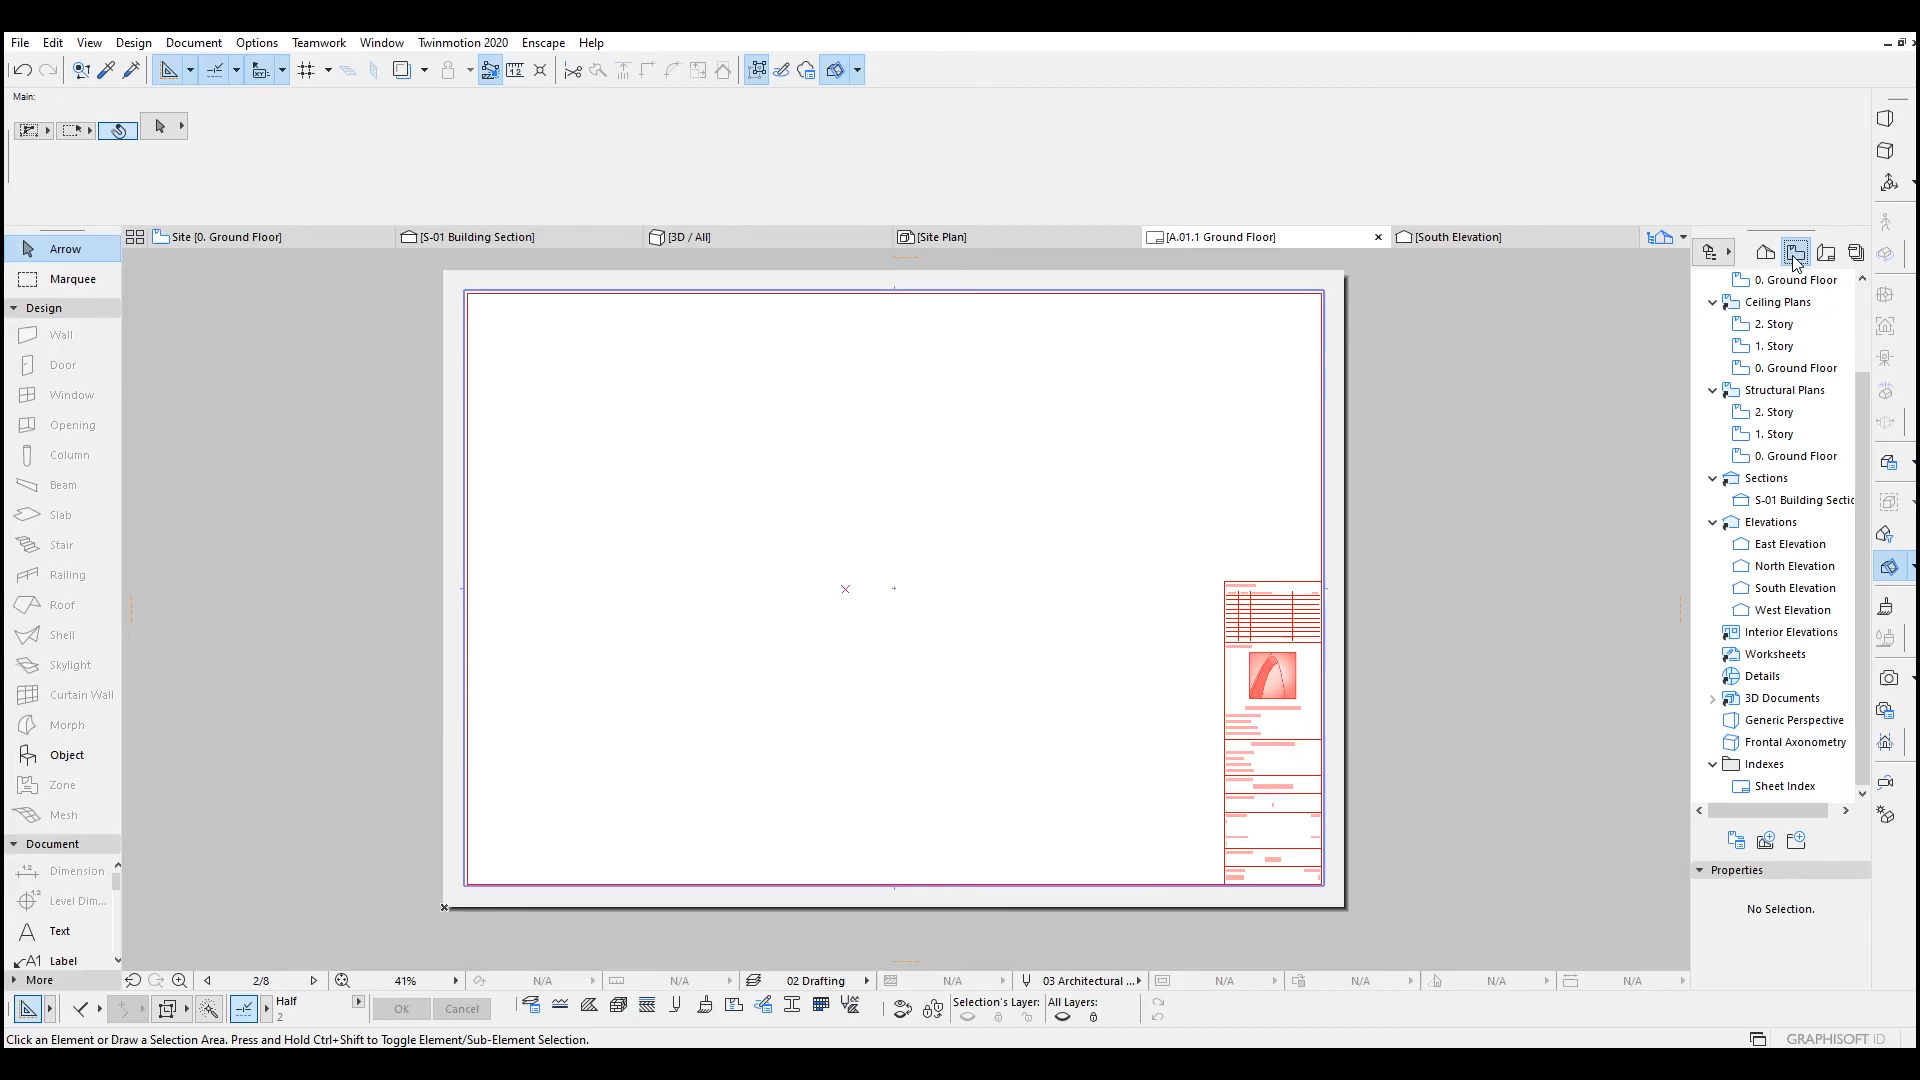 File Edit View Design Document Options Teamwork Window Twinmotion 2020 Enscape Help
Main:
Site [0. Ground Floor]
[S-01 Building Section]
[3D / All]
[Site Plan]
[A.01.1 Ground Floor]
[South Elevation]
Arrow
Marquee
Design
Wall
Door
Window
Opening
Column
Beam
Slab
Stair
Railing
Roof
Shell
Skylight
Curtain Wall
Morph
Object
Zone
Mesh
Document
Dimension
Level Dim...
Text
Label
More
0. Ground Floor
Ceiling Plans
2. Story
1. Story
0. Ground Floor
Structural Plans
2. Story
1. Story
0. Ground Floor
Sections
S-01 Building Sectio
Elevations
East Elevation
North Elevation
South Elevation
West Elevation
Interior Elevations
Worksheets
Details
3D Documents
Generic Perspective
Frontal Axonometry
Indexes
Sheet Index
Properties
No Selection.
2/8 41% N/A N/A 02 Drafting N/A 03 Architectural ... N/A N/A N/A N/A
Half
2
OK Cancel
Selection's Layer: All Layers:
Click an Element or Draw a Selection Area. Press and Hold Ctrl+Shift to Toggle Element/Sub-Element Selection.
GRAPHISOFT ID